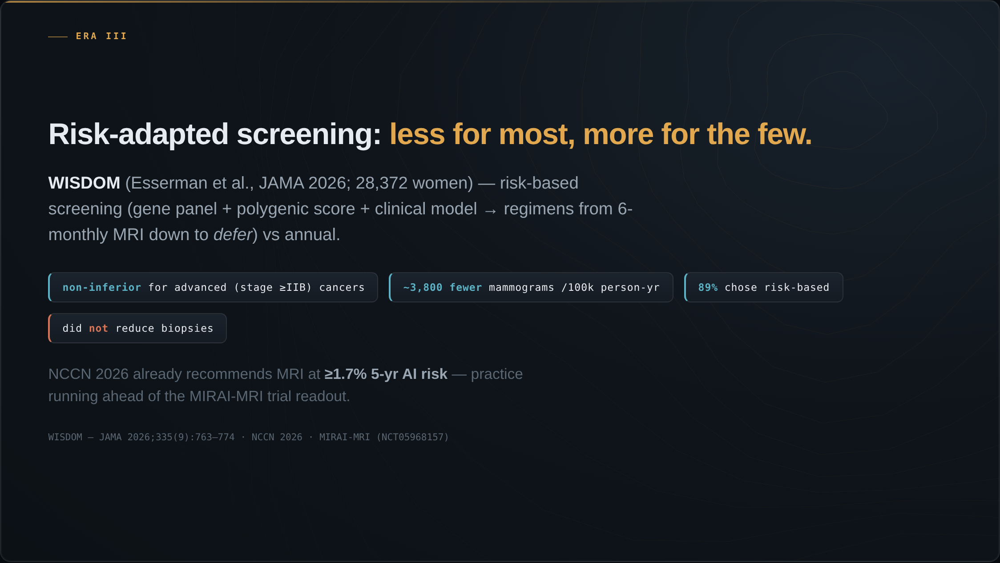 ERA III
Risk-adapted screening: less for most, more for the few.
WISDOM (Esserman et al., JAMA 2026; 28,372 women) — risk-based
screening (gene panel + polygenic score + clinical model → regimens from 6-
monthly MRI down to defer) vs annual.
non-inferior for advanced (stage ≥IIB) cancers
~3,800 fewer mammograms /100k person-yr
89% chose risk-based
did not reduce biopsies
NCCN 2026 already recommends MRI at ≥1.7% 5-yr AI risk — practice
running ahead of the MIRAI-MRI trial readout.
WISDOM — JAMA 2026;335(9):763–774 · NCCN 2026 · MIRAI-MRI (NCT05968157)